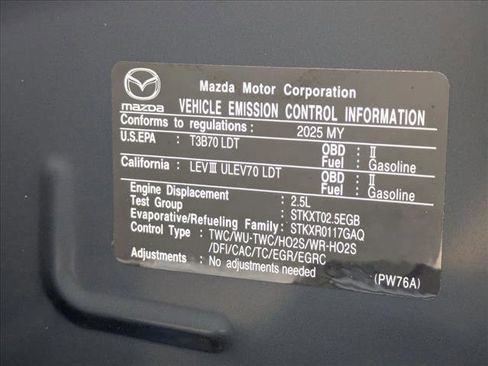 Mazda Motor Corporation
mazda VEHICLE EMISSION CONTROL INFORMATION
Conforms to regulations : 2025 MY
U.S.EPA : T3B70 LDT OBD : II
Fuel : Gasoline
California : LEVIII ULEV70 LDT OBD : II
Fuel : Gasoline
Engine Displacement : 2.5L
Test Group : STKXT02.5EGB
Evaporative/Refueling Family : STKXR0117GAQ
Control Type : TWC/WU-TWC/HO2S/WR-HO2S
/DFI/CAC/TC/EGR/EGRC
Adjustments : No adjustments needed
(PW76A)